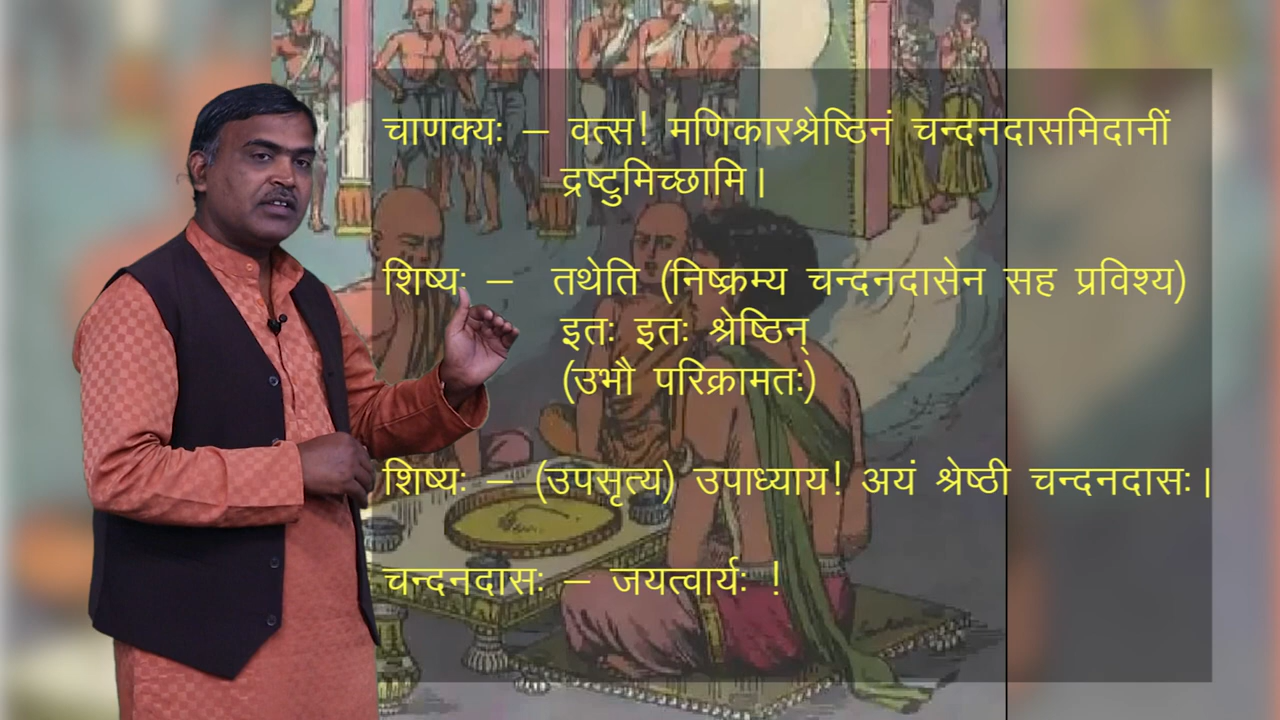 चाणक्यः – वत्स! मणिकारश्रेष्ठिनं चन्दनदासमिदानीं
द्रष्टुमिच्छामि।
शिष्यः – तथेति (निष्क्रम्य चन्दनदासेन सह प्रविश्य)
इतः इतः श्रेष्ठिन्
(उभौ परिक्रामतः)
शिष्यः – (उपसृत्य) उपाध्याय! अयं श्रेष्ठी चन्दनदासः।
चन्दनदासः – जयत्वार्यः !